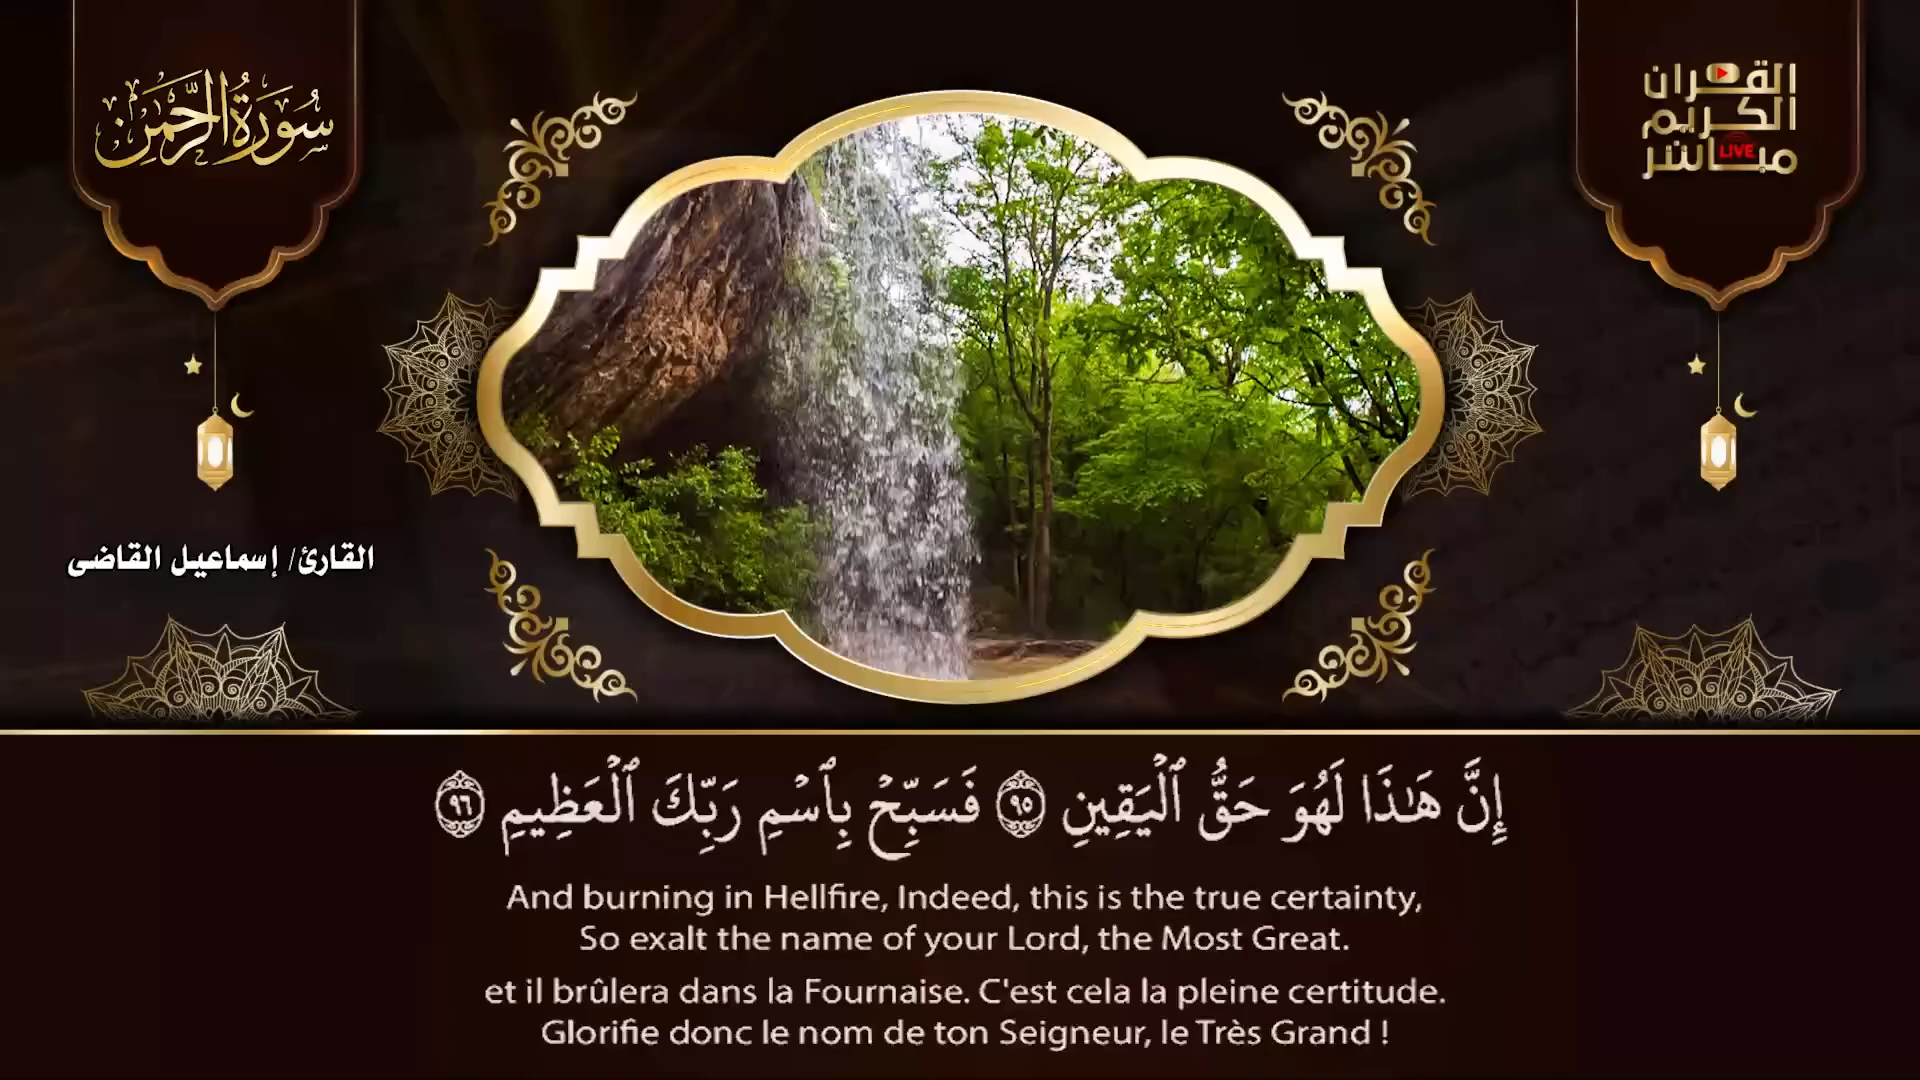 سُورَةُ الرَّحْمَٰن
القرآن
الكريم
مباشر
LIVE
القارئ/ إسماعيل القاضى
إِنَّ هَٰذَا لَهُوَ حَقُّ ٱلْيَقِينِ ٩٥ فَسَبِّحْ بِٱسْمِ رَبِّكَ ٱلْعَظِيمِ ٩٦
And burning in Hellfire, Indeed, this is the true certainty,
So exalt the name of your Lord, the Most Great.
et il brûlera dans la Fournaise. C'est cela la pleine certitude.
Glorifie donc le nom de ton Seigneur, le Très Grand !